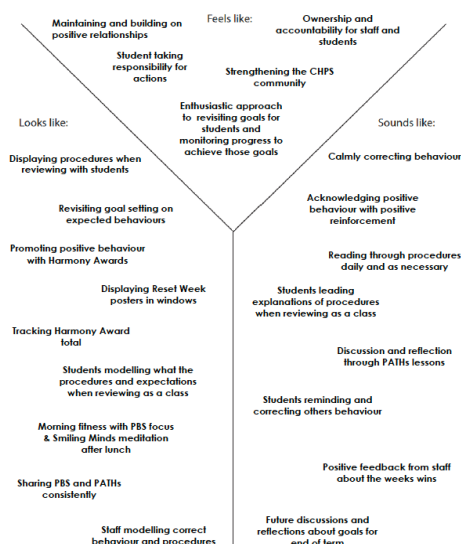 Feels like:
Maintaining and building on
positive relationships
Ownership and
accountability for staff and
students
Student taking
responsibility for
actions
Strengthening the CHPS
community
Enthusiastic approach
to revisiting goals for
students and
monitoring progress to
achieve those goals
Looks like:
Displaying procedures when
reviewing with students
Revisiting goal setting on
expected behaviours
Promoting positive behaviour
with Harmony Awards
Displaying Reset Week
posters in windows
Tracking Harmony Award
total
Students modelling what the
procedures and expectations
when reviewing as a class
Morning fitness with PBS focus
& Smiling Minds meditation
after lunch
Sharing PBS and PATHs
consistently
Staff modelling correct
behaviour and procedures
Sounds like:
Calmly correcting behaviour
Acknowledging positive
behaviour with positive
reinforcement
Reading through procedures
daily and as necessary
Students leading
explanations of procedures
when reviewing as a class
Discussion and reflection
through PATHs lessons
Students reminding and
correcting others behaviour
Positive feedback from staff
about the weeks wins
Future discussions and
reflections about goals for
end of term